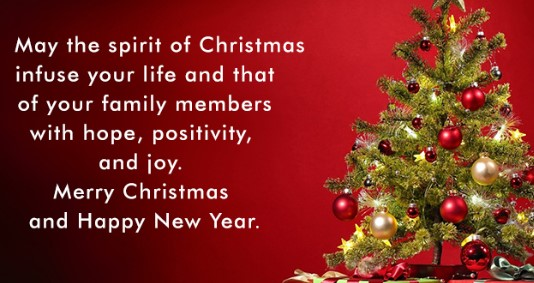 May the spirit of Christmas
infuse your life and that
of your family members
with hope, positivity,
and joy.
Merry Christmas
and Happy New Year.